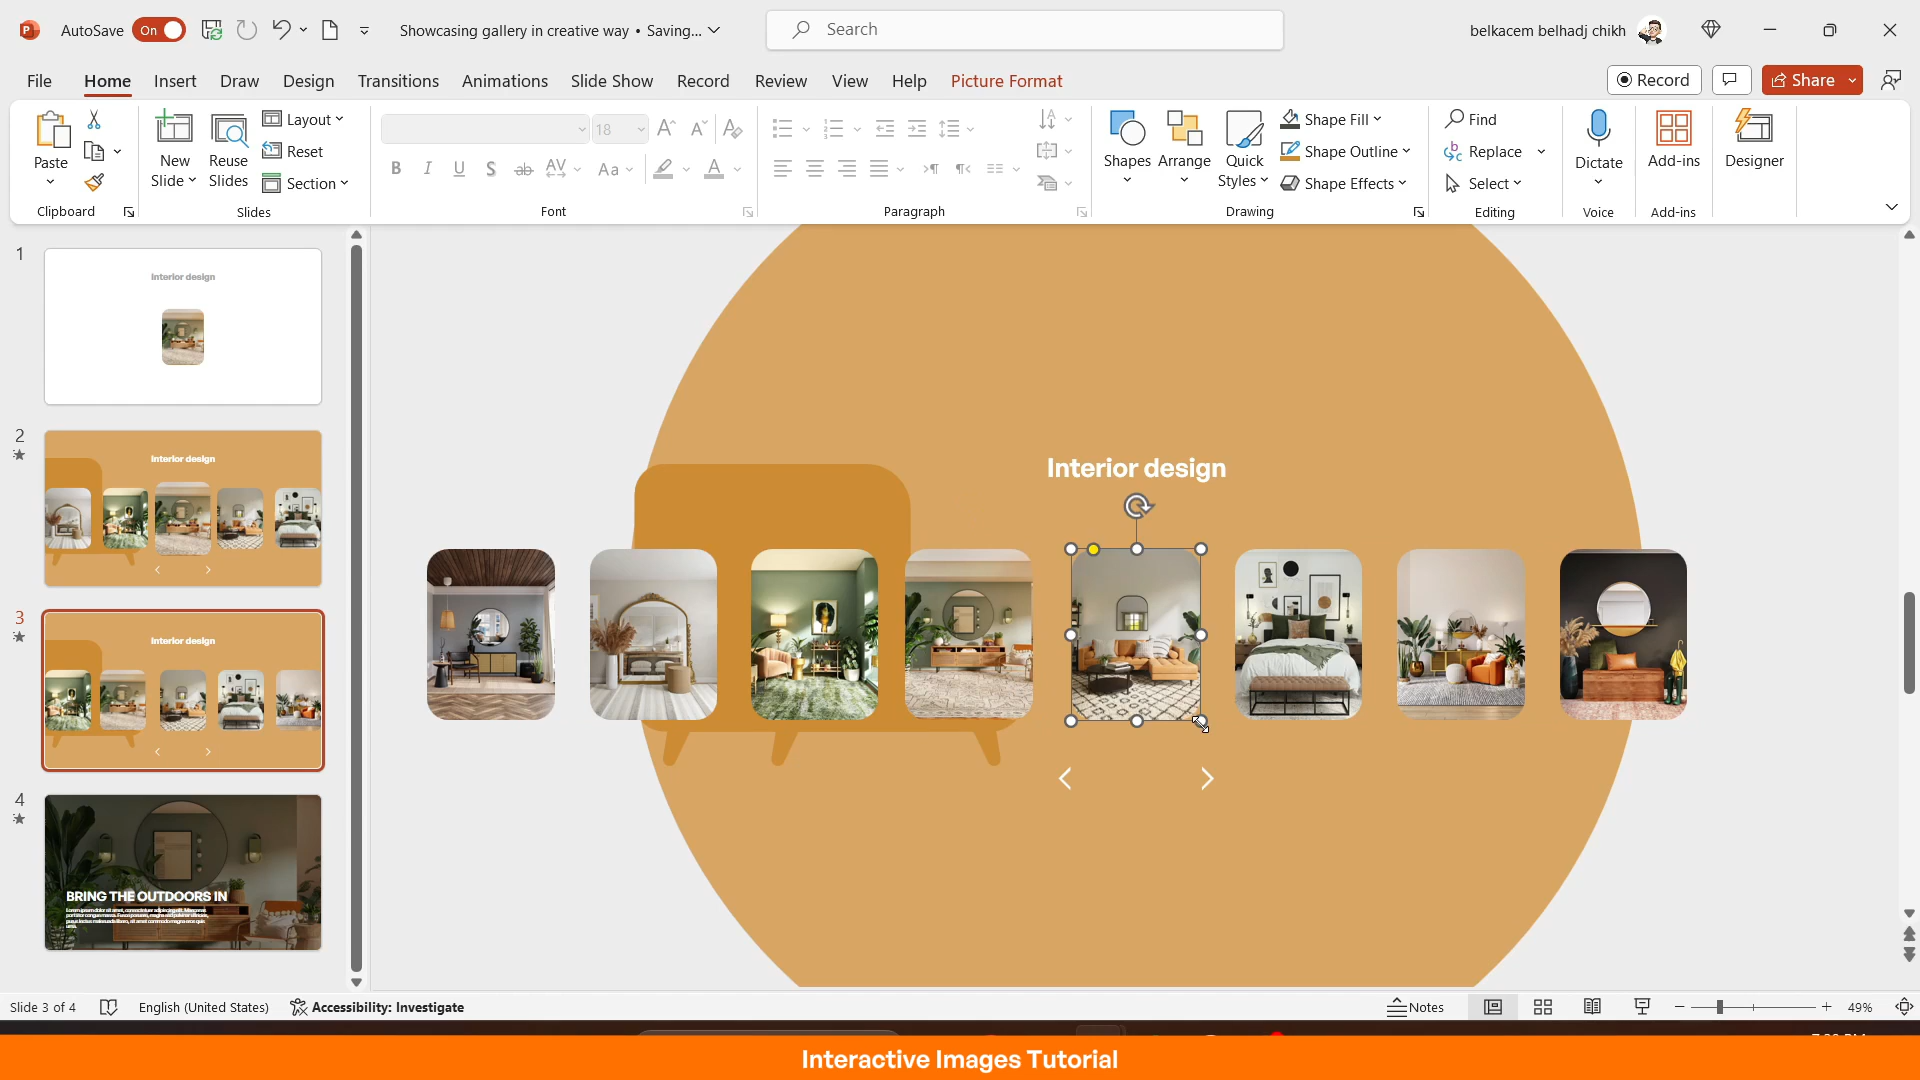 AutoSave On
Showcasing gallery in creative way • Saving...
Search
belkacem belhadj chikh
File Home Insert Draw Design Transitions Animations Slide Show Record Review View Help Picture Format
Record Share
Paste
New Slide
Reuse Slides
Layout
Reset
Section
18
Shapes
Arrange
Quick Styles
Shape Fill
Shape Outline
Shape Effects
Find
Replace
Select
Dictate
Add-ins
Designer
Clipboard Slides Font Paragraph Drawing Editing Voice Add-ins
1
Interior design
2
Interior design
3
Interior design
4
BRING THE OUTDOORS IN
Interior design
Slide 3 of 4 English (United States) Accessibility: Investigate Notes 49%
Interactive Images Tutorial